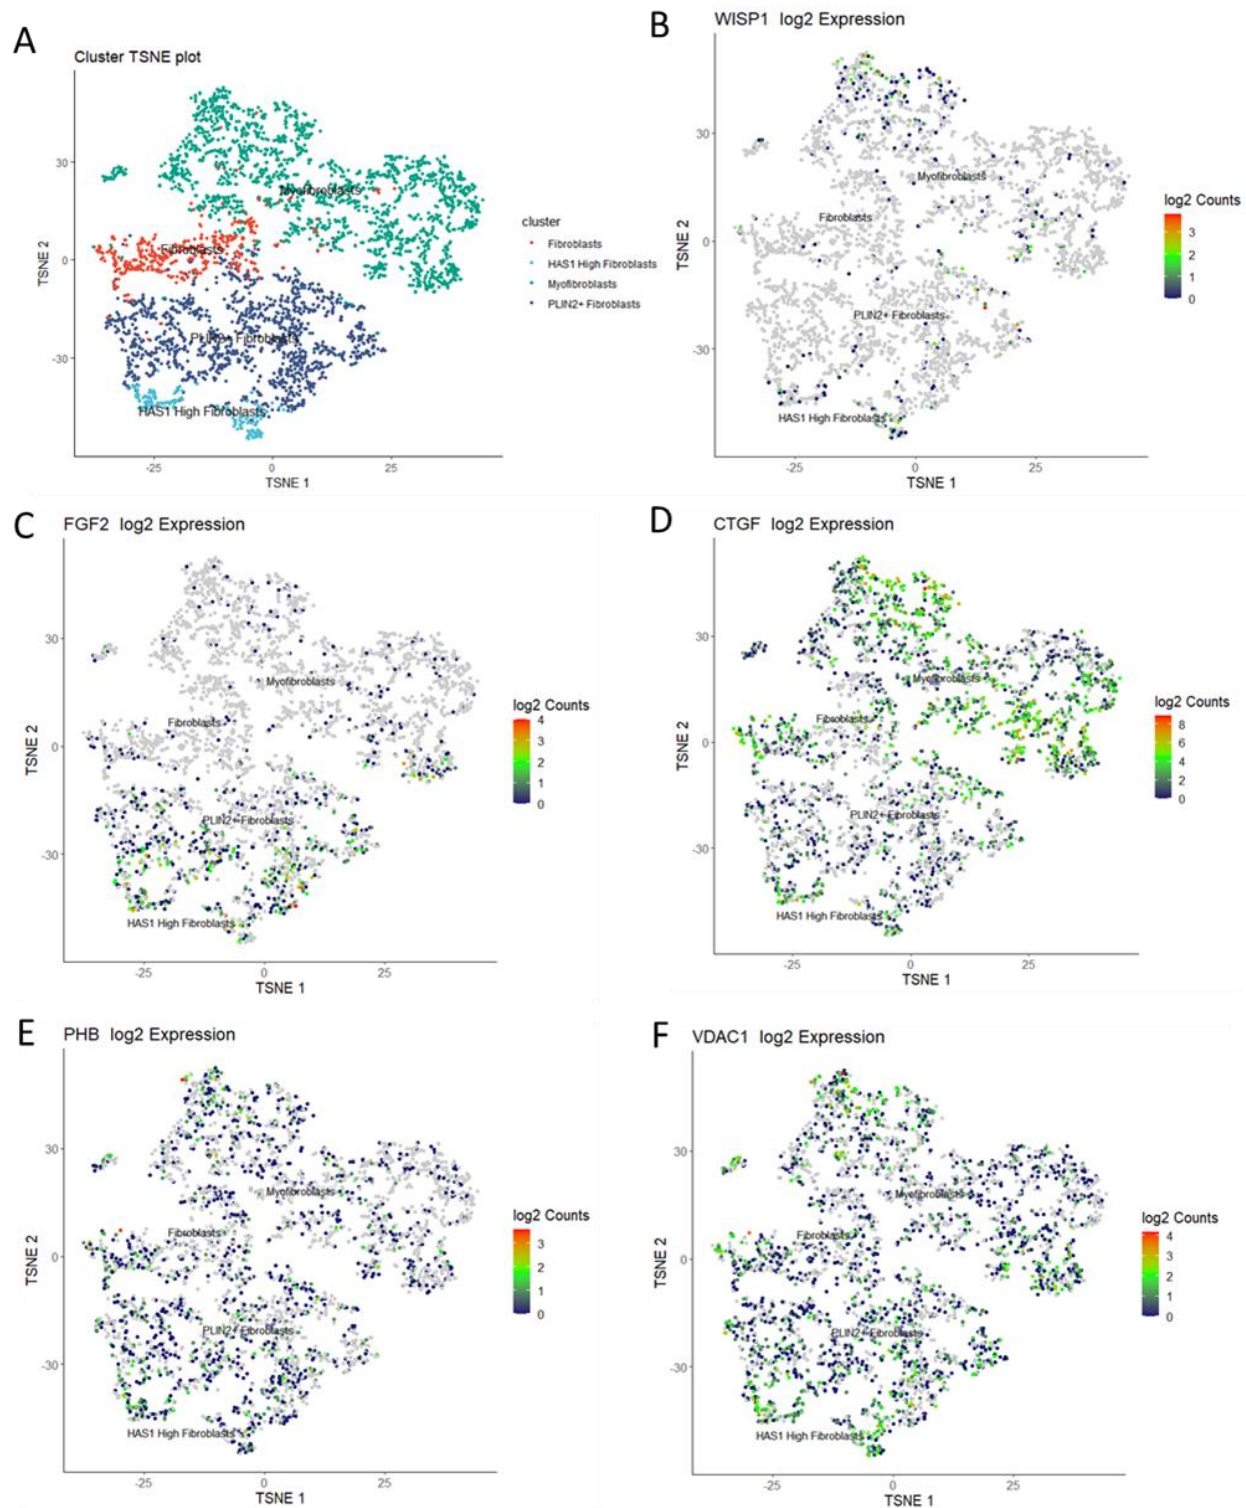 A
Cluster TSNE plot
TSNE 2
30
0
-30
-25
0
25
TSNE 1
Myofibroblasts
Fibroblasts
PLIN2+ Fibroblasts
HAS1 High Fibroblasts
cluster
Fibroblasts
HAS1 High Fibroblasts
Myofibroblasts
PLIN2+ Fibroblasts
B
WISP1 log2 Expression
TSNE 2
30
0
-30
-25
0
25
TSNE 1
Myofibroblasts
Fibroblasts
PLIN2+ Fibroblasts
HAS1 High Fibroblasts
log2 Counts
3
2
1
0
C
FGF2 log2 Expression
TSNE 2
30
0
-30
-25
0
25
TSNE 1
Myofibroblasts
Fibroblasts
PLIN2+ Fibroblasts
HAS1 High Fibroblasts
log2 Counts
4
3
2
1
0
D
CTGF log2 Expression
TSNE 2
30
0
-30
-25
0
25
TSNE 1
Myofibroblasts
Fibroblasts
PLIN2+ Fibroblasts
HAS1 High Fibroblasts
log2 Counts
8
6
4
2
0
E
PHB log2 Expression
TSNE 2
30
0
-30
-25
0
25
TSNE 1
Myofibroblasts
Fibroblasts
PLIN2+ Fibroblasts
HAS1 High Fibroblasts
log2 Counts
3
2
1
0
F
VDAC1 log2 Expression
TSNE 2
30
0
-30
-25
0
25
TSNE 1
Myofibroblasts
Fibroblasts
PLIN2+ Fibroblasts
HAS1 High Fibroblasts
log2 Counts
4
3
2
1
0